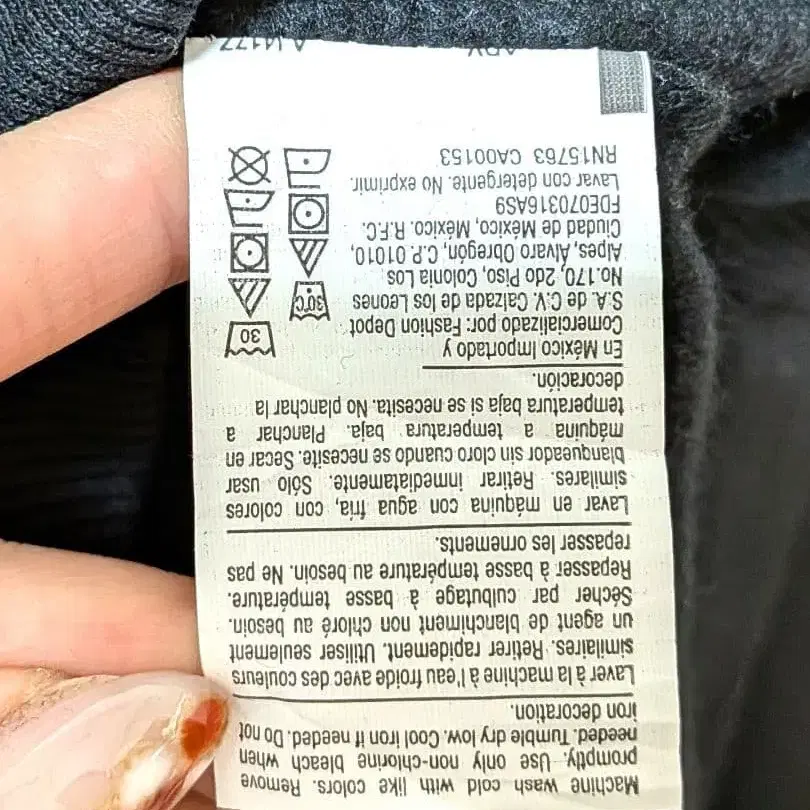 Machine wash cold with like colors. Remove
promptly. Use only non-chlorine bleach when
needed. Tumble dry low. Cool iron if needed. Do not
iron decoration.
Laver à la machine à l'eau froide avec des couleurs
similaires. Retirer rapidement. Utiliser seulement
un agent de blanchiment non chloré au besoin.
Sécher par culbutage à basse température.
Repasser à basse température au besoin. Ne pas
repasser les ornements.
Lavar en máquina con agua fría, con colores
similares. Retirar inmediatamente. Sólo usar
blanqueador sin cloro cuando se necesite. Secar en
máquina a temperatura baja. Planchar a
temperatura baja si se necesita. No planchar la
decoración.
En México Importado y
Comercializado por: Fashion Depot
S.A. de C.V. Calzada de los Leones
No.170, 2do Piso, Colonia Los
Alpes, Álvaro Obregón, C.P. 01010,
Ciudad de México, México. R.F.C.
FDE070316AS9
Lavar con detergente. No exprimir.
RN15763 CA00153
30
30°C